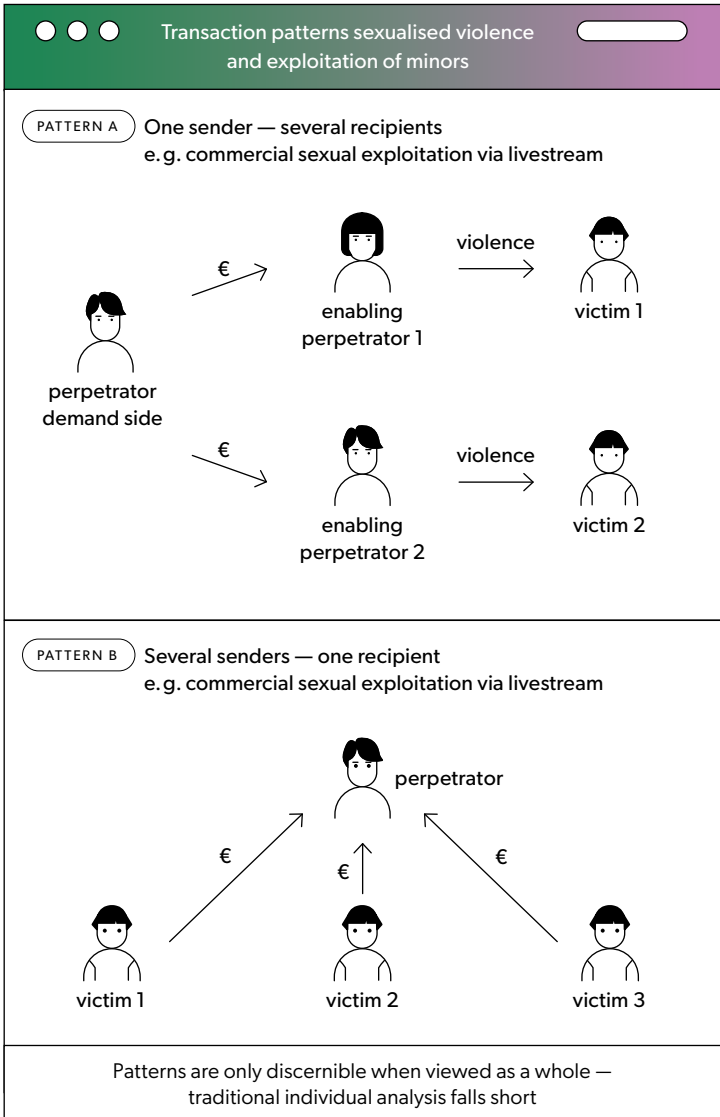 Transaction patterns sexualised violence
and exploitation of minors
PATTERN A
One sender — several recipients
e. g. commercial sexual exploitation via livestream
€
violence
enabling
perpetrator 1
victim 1
perpetrator
demand side
€
violence
enabling
perpetrator 2
victim 2
PATTERN B
Several senders — one recipient
e. g. commercial sexual exploitation via livestream
perpetrator
€
€
€
victim 1
victim 2
victim 3
Patterns are only discernible when viewed as a whole —
traditional individual analysis falls short